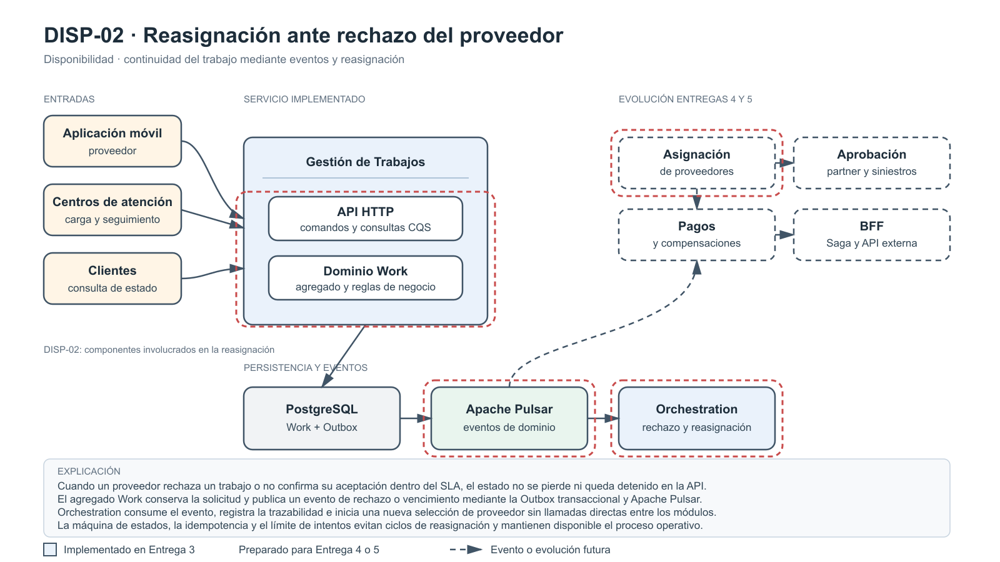 DISP-02 · Reasignación ante rechazo del proveedor
Disponibilidad · continuidad del trabajo mediante eventos y reasignación
ENTRADAS
SERVICIO IMPLEMENTADO
EVOLUCIÓN ENTREGAS 4 Y 5
Aplicación móvil
proveedor
Centros de atención
carga y seguimiento
Clientes
consulta de estado
Gestión de Trabajos
API HTTP
comandos y consultas CQS
Dominio Work
agregado y reglas de negocio
Asignación
de proveedores
Aprobación
partner y siniestros
Pagos
y compensaciones
BFF
Saga y API externa
DISP-02: componentes involucrados en la reasignación
PERSISTENCIA Y EVENTOS
PostgreSQL
Work + Outbox
Apache Pulsar
eventos de dominio
Orchestration
rechazo y reasignación
EXPLICACIÓN
Cuando un proveedor rechaza un trabajo o no confirma su aceptación dentro del SLA, el estado no se pierde ni queda detenido en la API.
El agregado Work conserva la solicitud y publica un evento de rechazo o vencimiento mediante la Outbox transaccional y Apache Pulsar.
Orchestration consume el evento, registra la trazabilidad e inicia una nueva selección de proveedor sin llamadas directas entre los módulos.
La máquina de estados, la idempotencia y el límite de intentos evitan ciclos de reasignación y mantienen disponible el proceso operativo.
Implementado en Entrega 3
Preparado para Entrega 4 o 5
Evento o evolución futura